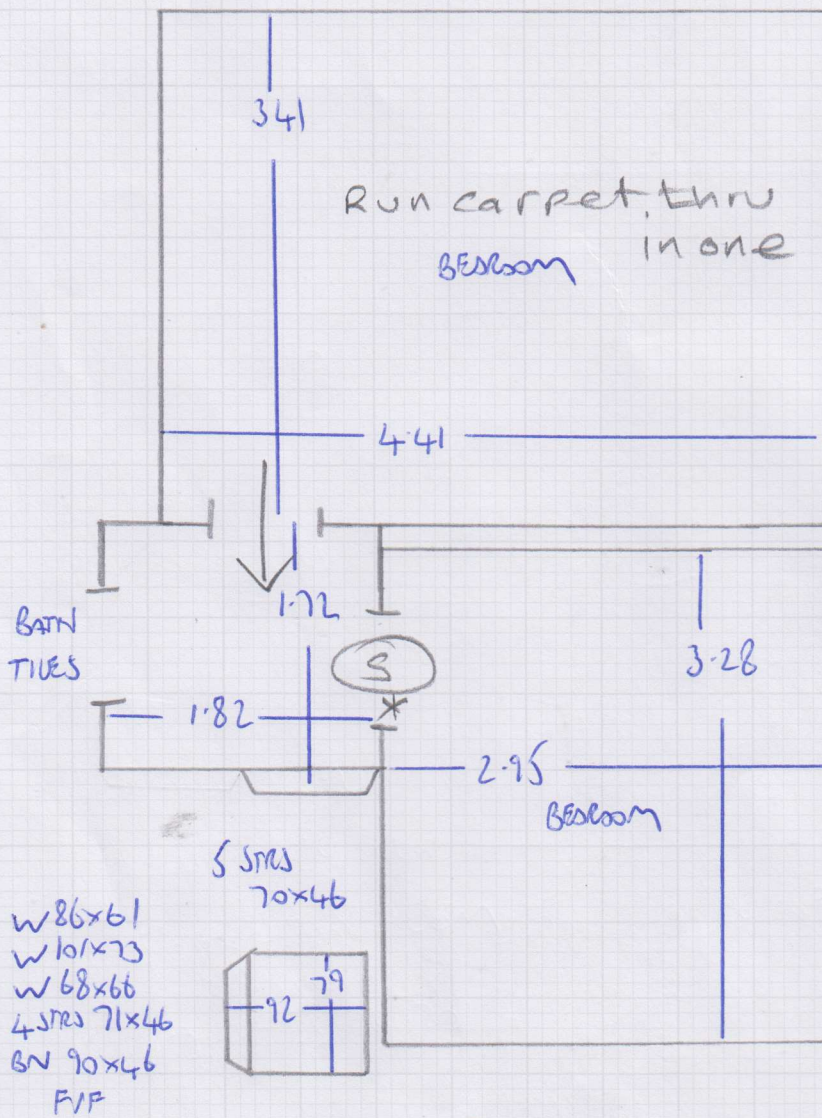 3.41
Run carpet thru
in one
BEDROOM
4.41
1.72
BATH
TILES
S
3.28
*
1.82
2.95
BEDROOM
5 STRS
70x46
W 86x61
W 101x73
W 68x66
4 STRS 71x46
BN 90x46
F/F
79
92